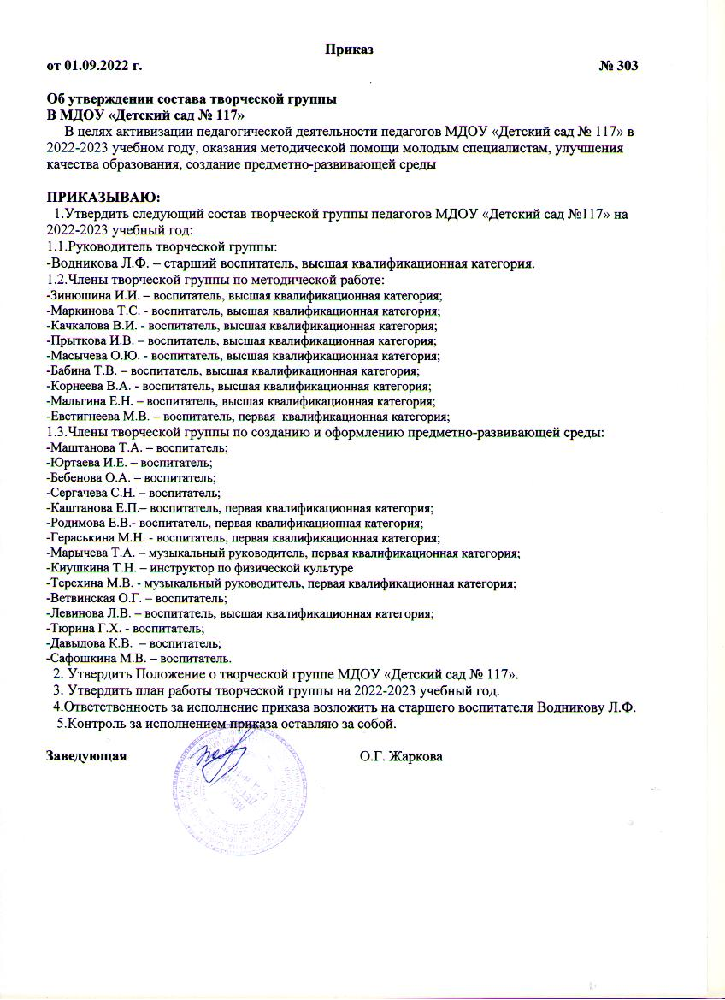 Приказ
от 01.09.2022 г. № 303
Об утверждении состава творческой группы
В МДОУ «Детский сад № 117»
В целях активизации педагогической деятельности педагогов МДОУ «Детский сад № 117» в
2022-2023 учебном году, оказания методической помощи молодым специалистам, улучшения
качества образования, создание предметно-развивающей среды
ПРИКАЗЫВАЮ:
1.Утвердить следующий состав творческой группы педагогов МДОУ «Детский сад №117» на
2022-2023 учебный год:
1.1.Руководитель творческой группы:
-Водникова Л.Ф. – старший воспитатель, высшая квалификационная категория.
1.2.Члены творческой группы по методической работе:
-Зинюшина И.И. – воспитатель, высшая квалификационная категория;
-Маркинова Т.С. - воспитатель, высшая квалификационная категория;
-Качкалова В.И. - воспитатель, высшая квалификационная категория;
-Прыткова И.В. – воспитатель, высшая квалификационная категория;
-Масычева О.Ю. - воспитатель, высшая квалификационная категория;
-Бабина Т.В. – воспитатель, высшая квалификационная категория;
-Корнеева В.А. - воспитатель, высшая квалификационная категория;
-Мальгина Е.Н. – воспитатель, высшая квалификационная категория;
-Евстигнеева М.В. – воспитатель, первая квалификационная категория;
1.3.Члены творческой группы по созданию и оформлению предметно-развивающей среды:
-Маштанова Т.А. – воспитатель;
-Юртаева И.Е. – воспитатель;
-Бебенова О.А. – воспитатель;
-Сергачева С.Н. – воспитатель;
-Каштанова Е.П.– воспитатель, первая квалификационная категория;
-Родимова Е.В.- воспитатель, первая квалификационная категория;
-Гераськина М.Н. - воспитатель, первая квалификационная категория;
-Марычева Т.А. – музыкальный руководитель, первая квалификационная категория;
-Киушкина Т.Н. – инструктор по физической культуре
-Терехина М.В. - музыкальный руководитель, первая квалификационная категория;
-Ветвинская О.Г. – воспитатель;
-Левинова Л.В. – воспитатель, высшая квалификационная категория;
-Тюрина Г.Х. - воспитатель;
-Давыдова К.В. – воспитатель;
-Сафошкина М.В. – воспитатель.
2. Утвердить Положение о творческой группе МДОУ «Детский сад № 117».
3. Утвердить план работы творческой группы на 2022-2023 учебный год.
4.Ответственность за исполнение приказа возложить на старшего воспитателя Водникову Л.Ф.
5.Контроль за исполнением приказа оставляю за собой.
Заведующая О.Г. Жаркова